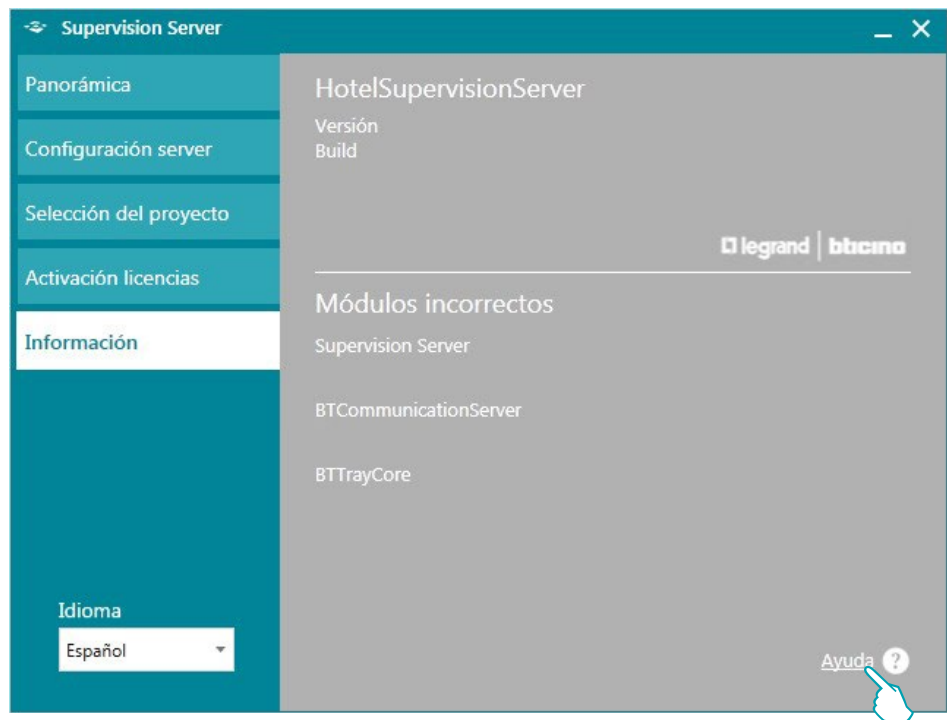 Supervision Server
Panorámica
Configuración server
Selección del proyecto
Activación licencias
Información
Idioma
Español
HotelSupervisionServer
Versión
Build
legrand | bticino
Módulos incorrectos
Supervision Server
BTCommunicationServer
BTTrayCore
Ayuda ?